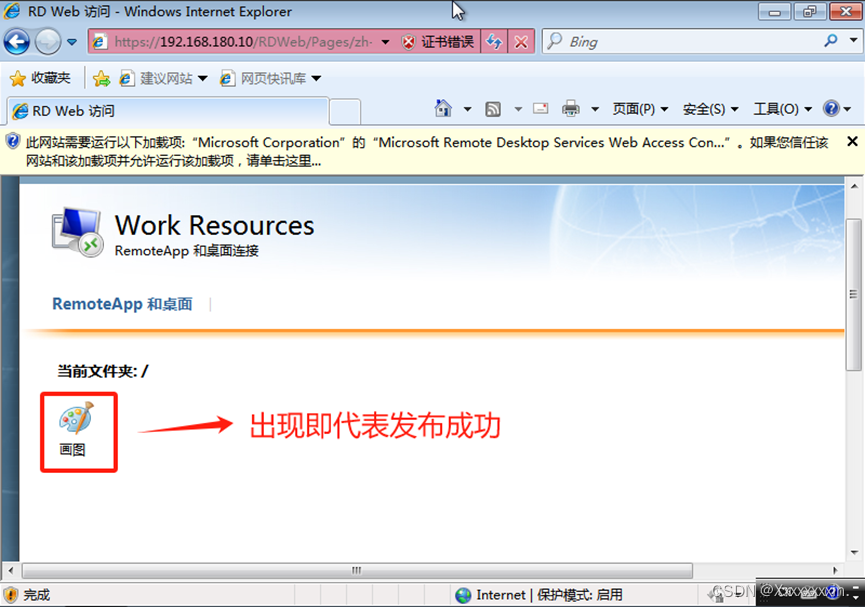 RD Web 访问 - Windows Internet Explorer
https://192.168.180.10/RDWeb/Pages/zh- 证书错误 Bing
收藏夹 建议网站 网页快讯库
RD Web 访问 页面(P) 安全(S) 工具(O)
此网站需要运行以下加载项: “Microsoft Corporation” 的 “Microsoft Remote Desktop Services Web Access Con...” 。如果您信任该
网站和该加载项并允许运行该加载项，请单击这里...
Work Resources
RemoteApp 和桌面连接
RemoteApp 和桌面
当前文件夹: /
画图
出现即代表发布成功
完成 Internet | 保护模式: 启用